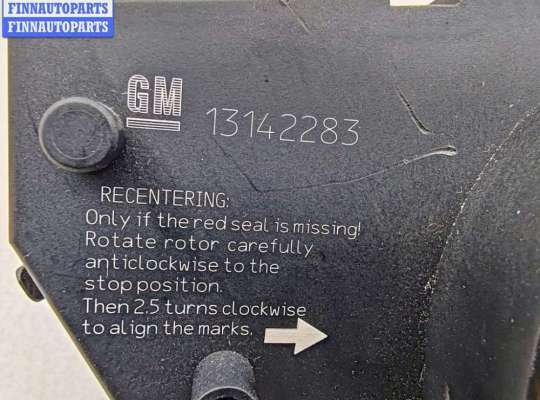 FINNAUTOPARTS
FINNAUTOPARTS
GM
13142283
RECENTERING:
Only if the red seal is missing!
Rotate rotor carefully
anticlockwise to the
stop position.
Then 2.5 turns clockwise
to align the marks.